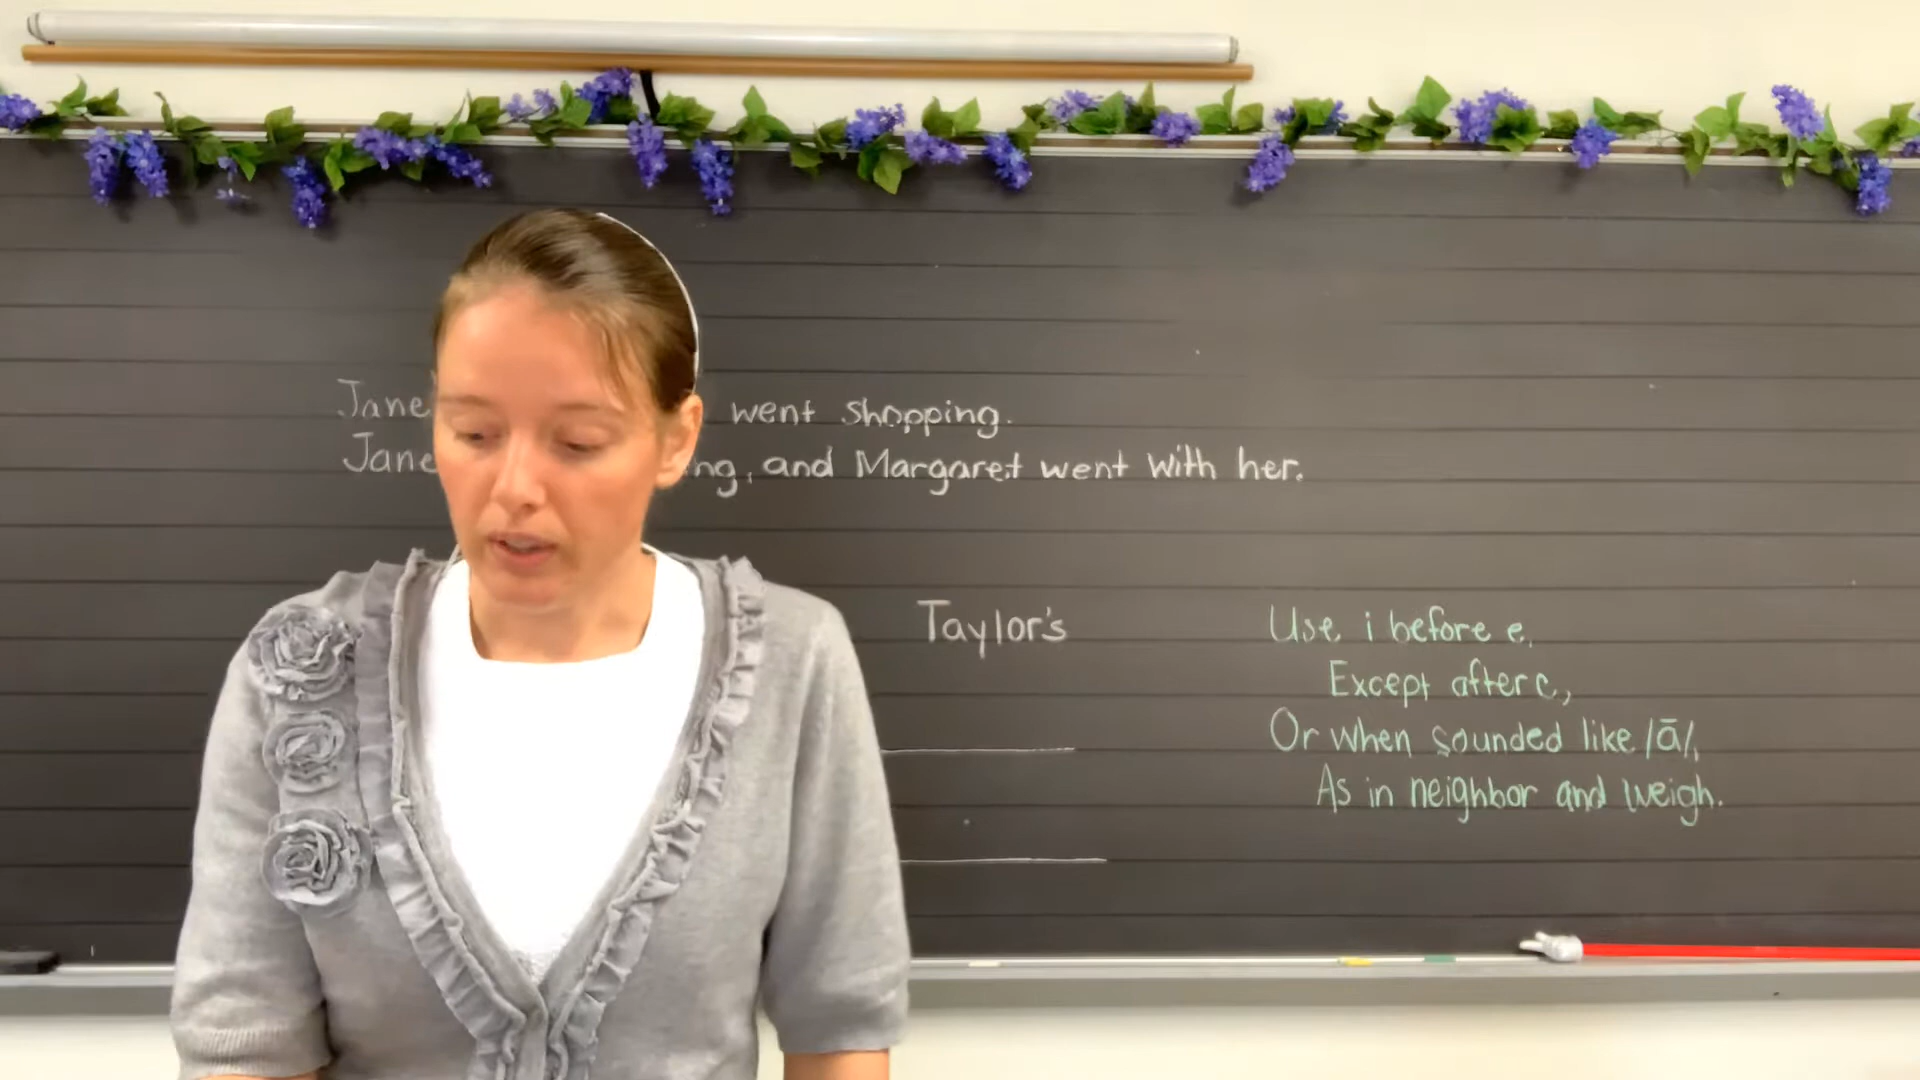 Jane went shopping.
Jane ng, and Margaret went with her.
Taylor's
Use i before e,
Except after c,
Or when sounded like /ā/,
As in neighbor and weigh.